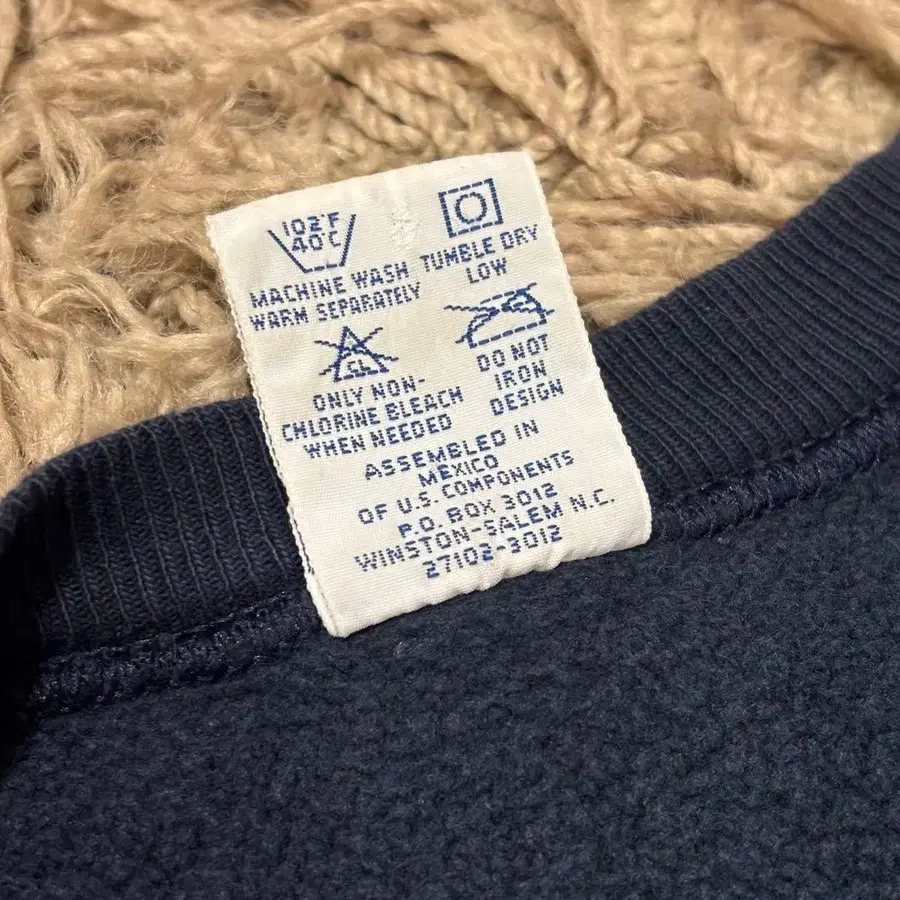 102°F
40°C
MACHINE WASH
WARM SEPARATELY
TUMBLE DRY
LOW
CL
ONLY NON-
CHLORINE BLEACH
WHEN NEEDED
DO NOT
IRON
DESIGN
ASSEMBLED IN
MEXICO
OF U.S. COMPONENTS
P.O. BOX 3012
WINSTON-SALEM N.C.
27102-3012